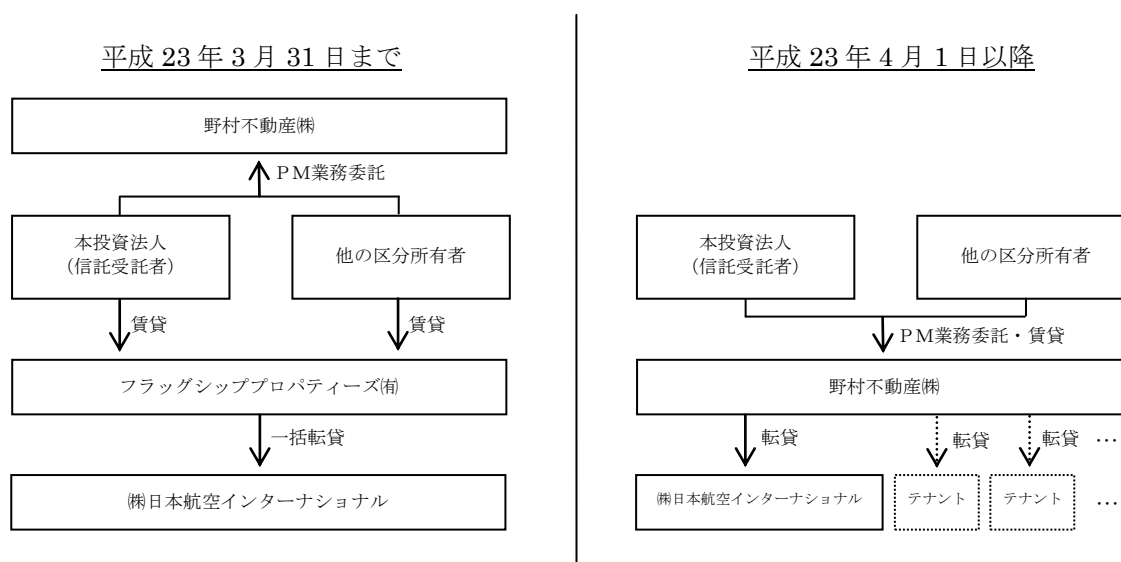 平成 23 年 3 月 31 日まで
野村不動産㈱
ＰＭ業務委託
本投資法人
(信託受託者)
他の区分所有者
賃貸
賃貸
フラッグシッププロパティーズ㈲
一括転貸
㈱日本航空インターナショナル
平成 23 年 4 月 1 日以降
本投資法人
(信託受託者)
他の区分所有者
ＰＭ業務委託・賃貸
野村不動産㈱
転貸
転貸
転貸
…
㈱日本航空インターナショナル
テナント
テナント
…